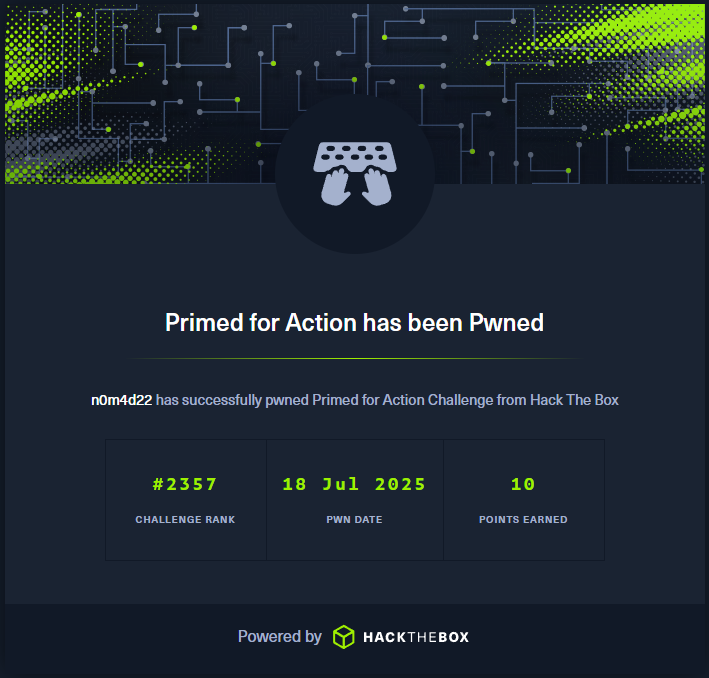 Primed for Action has been Pwned
n0m4d22 has successfully pwned Primed for Action Challenge from Hack The Box
#2357
CHALLENGE RANK
18 Jul 2025
PWN DATE
10
POINTS EARNED
Powered by HACKTHEBOX